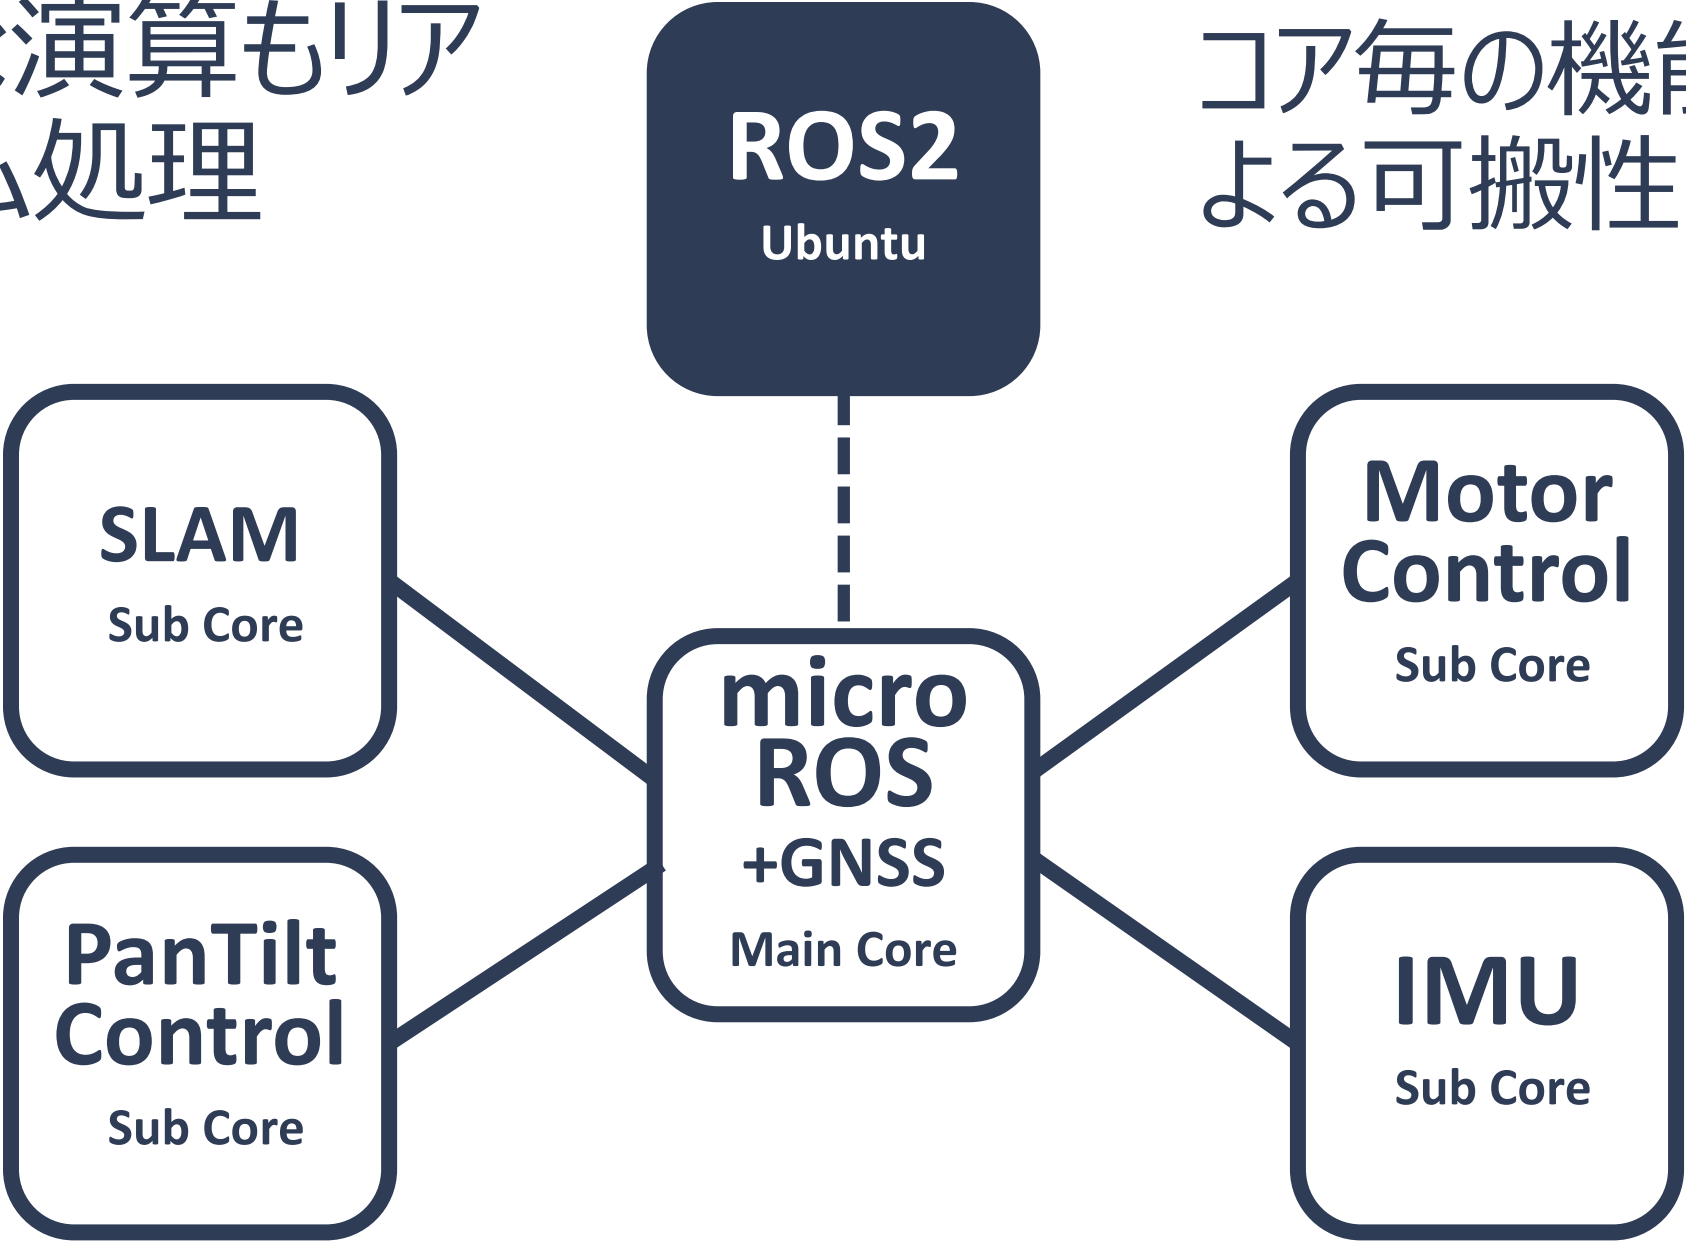 演算もリア
ム処理
ROS2
Ubuntu
コア毎の機能
よる可搬性
SLAM
Sub Core
Motor
Control
Sub Core
micro
ROS
+GNSS
Main Core
PanTilt
Control
Sub Core
IMU
Sub Core